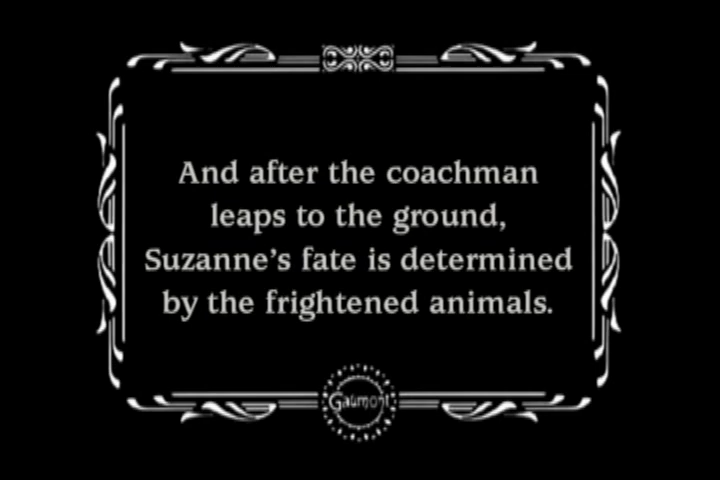 And after the coachman
leaps to the ground,
Suzanne's fate is determined
by the frightened animals.
Gaumont